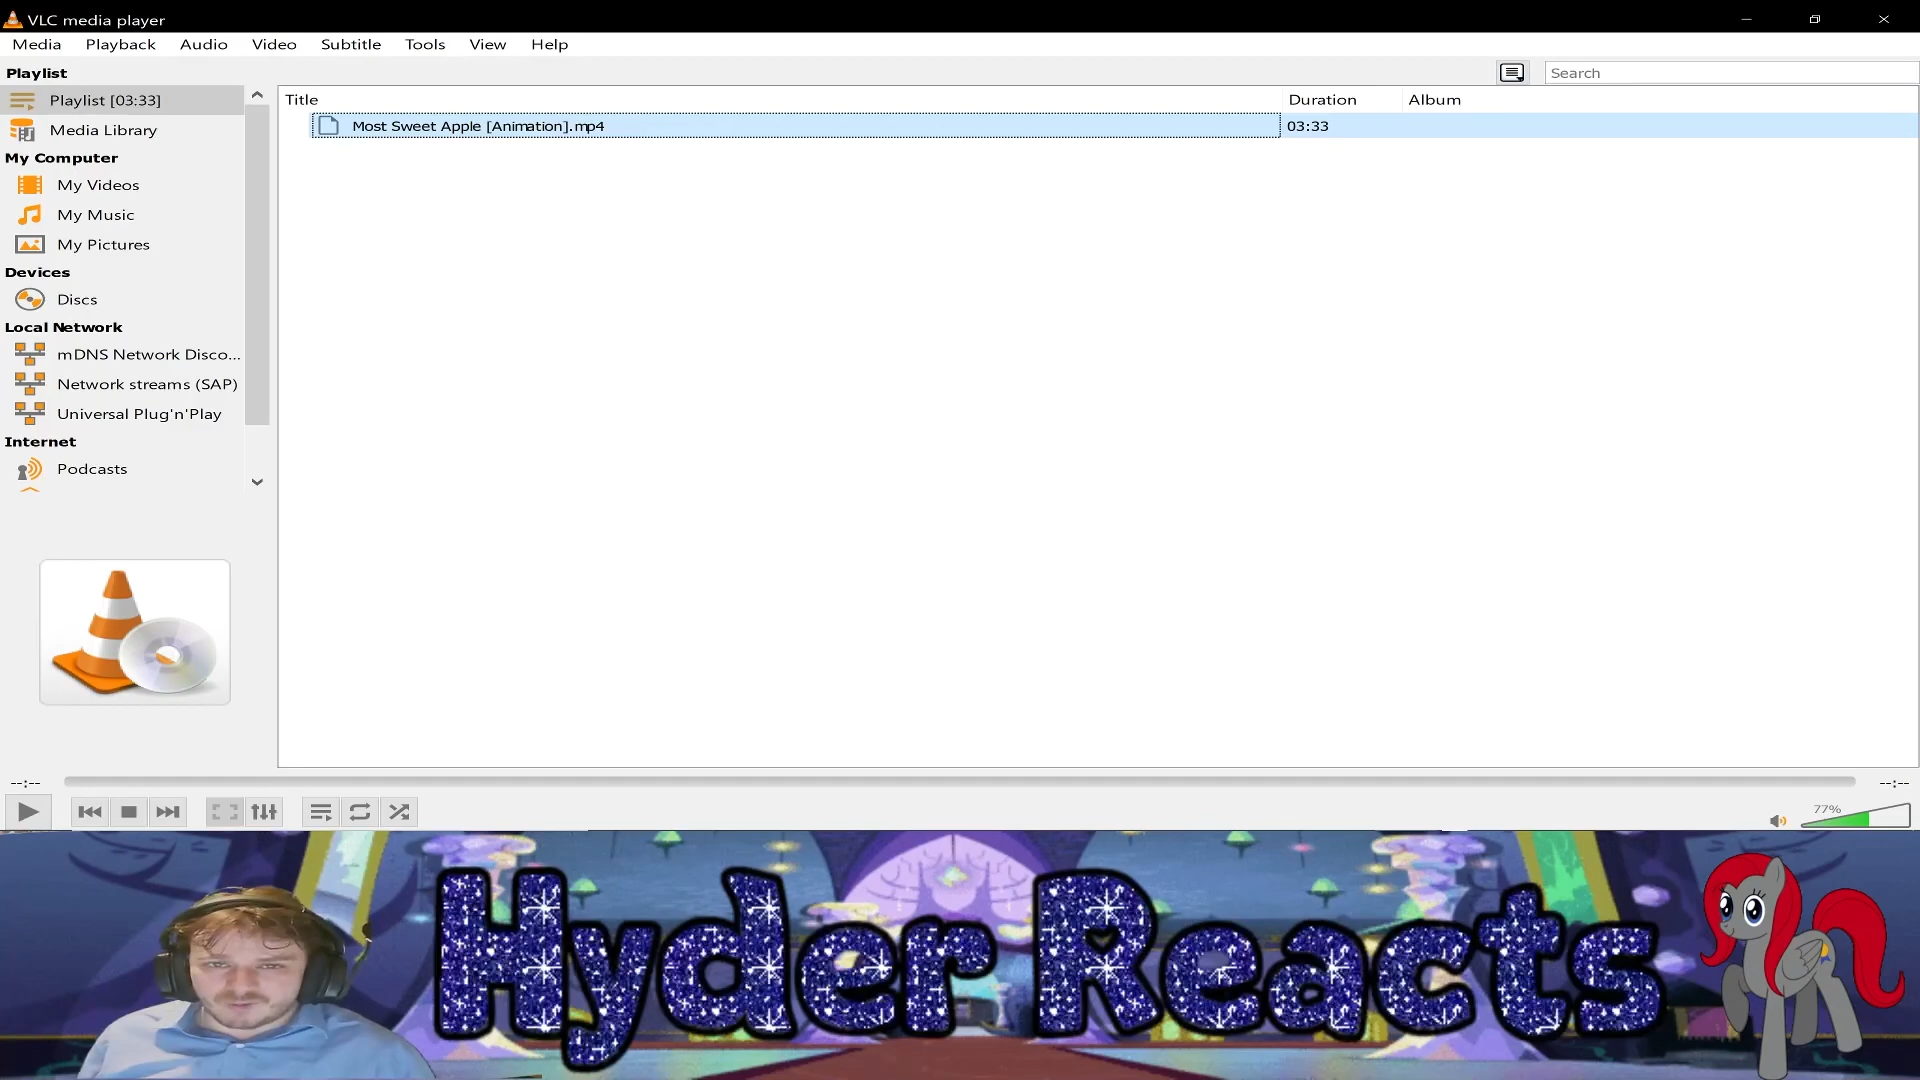 VLC media player
Media Playback Audio Video Subtitle Tools View Help
Playlist
Search
Playlist [03:33]
Title Duration Album
Most Sweet Apple [Animation].mp4 03:33
Media Library
My Computer
My Videos
My Music
My Pictures
Devices
Discs
Local Network
mDNS Network Disco...
Network streams (SAP)
Universal Plug'n'Play
Internet
Podcasts
--:-- --:--
77%
Hyder Reacts